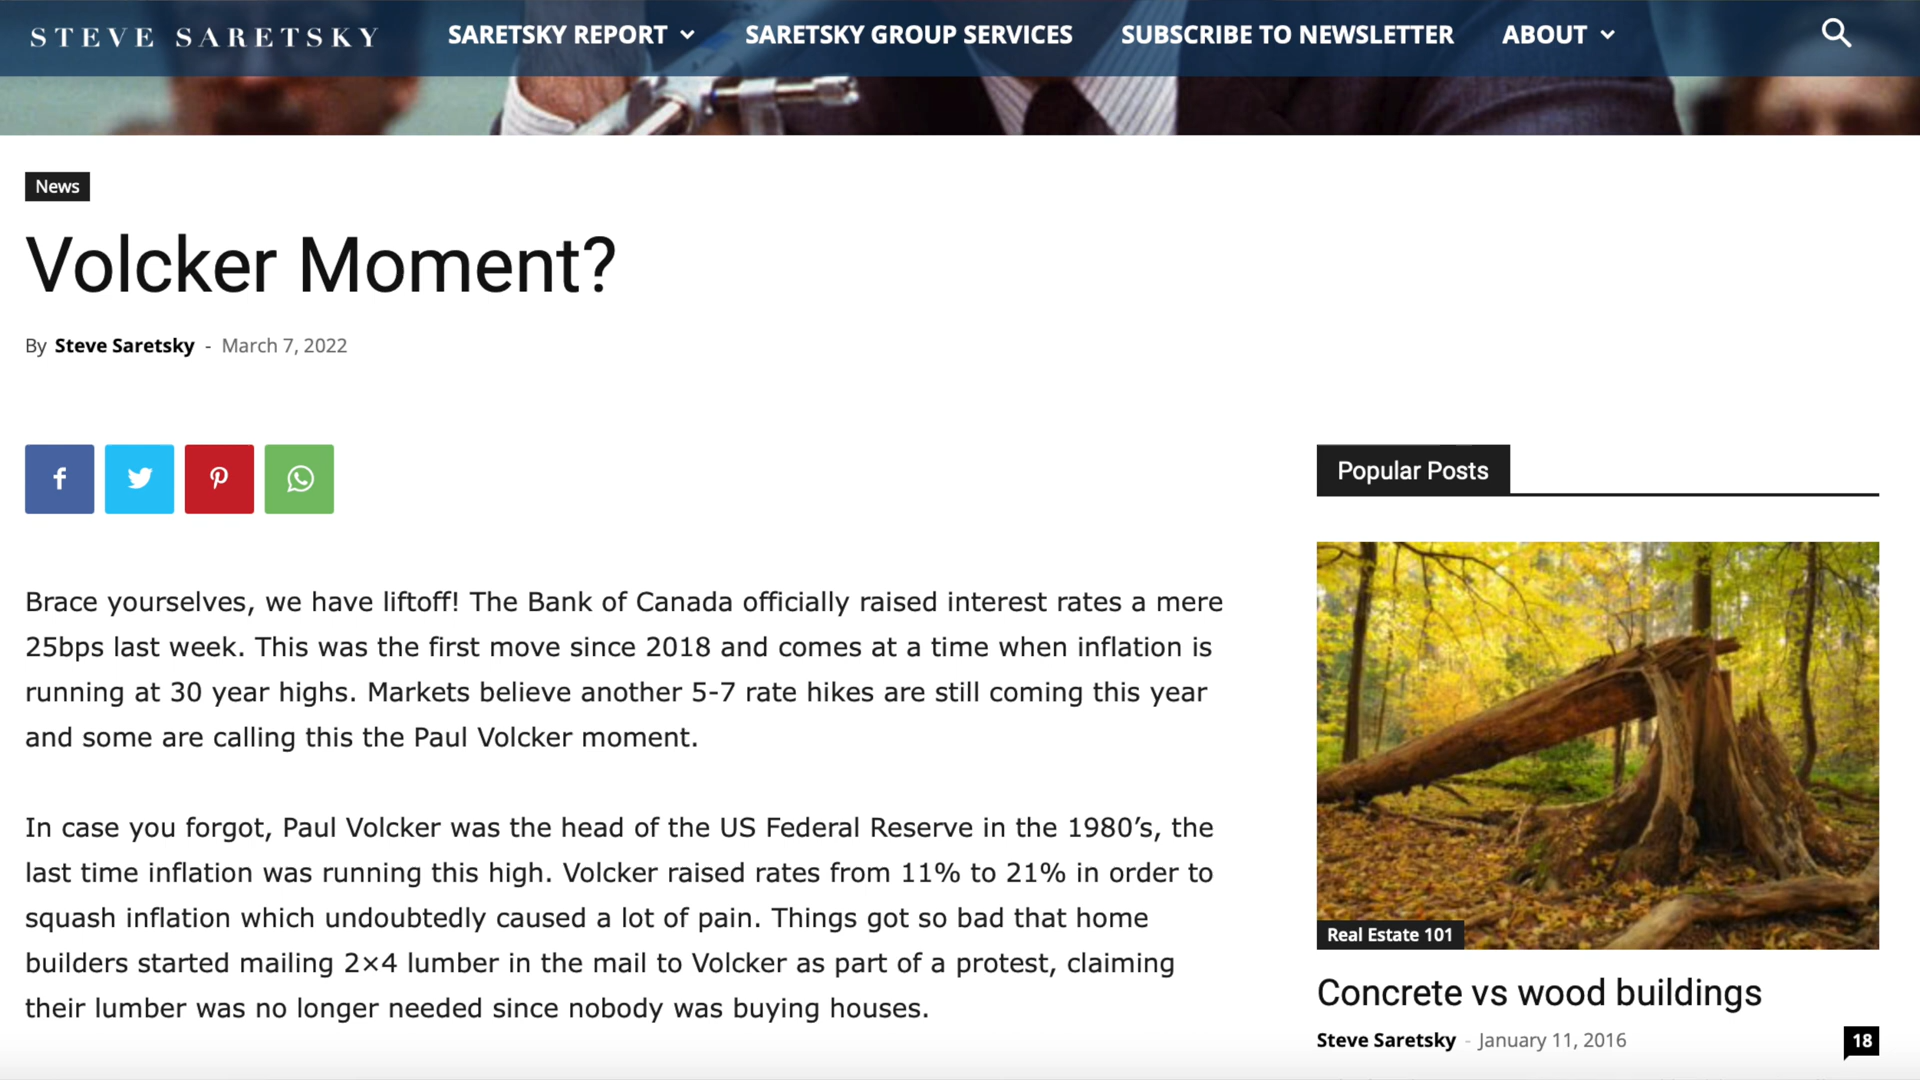 STEVE SARETSKY
SARETSKY REPORT
SARETSKY GROUP SERVICES
SUBSCRIBE TO NEWSLETTER
ABOUT
News
Volcker Moment?
By Steve Saretsky - March 7, 2022
Brace yourselves, we have liftoff! The Bank of Canada officially raised interest rates a mere
25bps last week. This was the first move since 2018 and comes at a time when inflation is
running at 30 year highs. Markets believe another 5-7 rate hikes are still coming this year
and some are calling this the Paul Volcker moment.
In case you forgot, Paul Volcker was the head of the US Federal Reserve in the 1980’s, the
last time inflation was running this high. Volcker raised rates from 11% to 21% in order to
squash inflation which undoubtedly caused a lot of pain. Things got so bad that home
builders started mailing 2×4 lumber in the mail to Volcker as part of a protest, claiming
their lumber was no longer needed since nobody was buying houses.
Popular Posts
Real Estate 101
Concrete vs wood buildings
Steve Saretsky - January 11, 2016
18